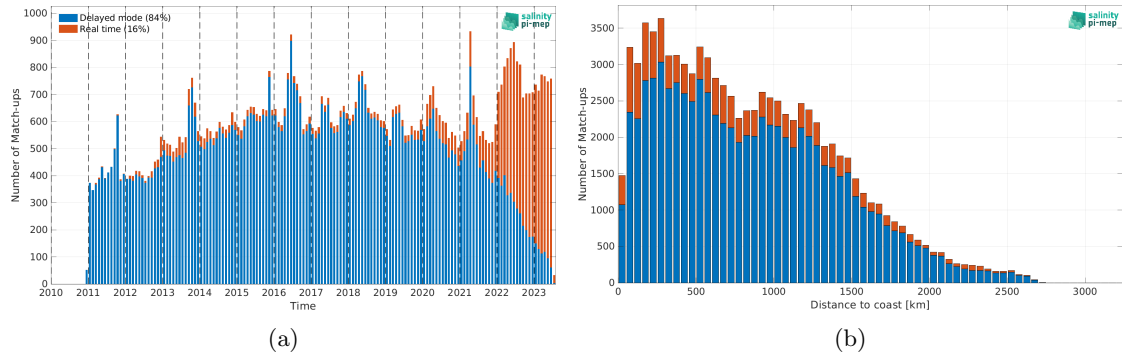 Delayed mode (84%)
Real time (16%)
salinity
pi-mep
Number of Match-ups
1000
900
800
700
600
500
400
300
200
100
0
2010 2011 2012 2013 2014 2015 2016 2017 2018 2019 2020 2021 2022 2023
Time
(a)
salinity
pi-mep
Number of Match-ups
3500
3000
2500
2000
1500
1000
500
0
0 500 1000 1500 2000 2500 3000
Distance to coast [km]
(b)